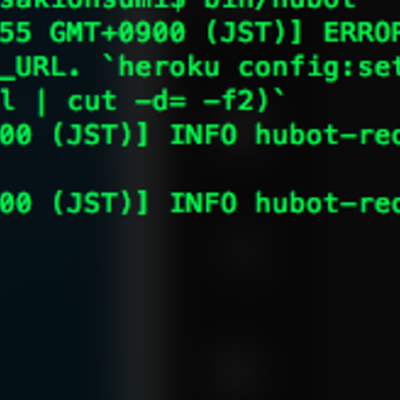 $ bin/hubot
55 GMT+0900 (JST)] ERROR
_URL. `heroku config:set
l | cut -d= -f2)`
00 (JST)] INFO hubot-red
00 (JST)] INFO hubot-red